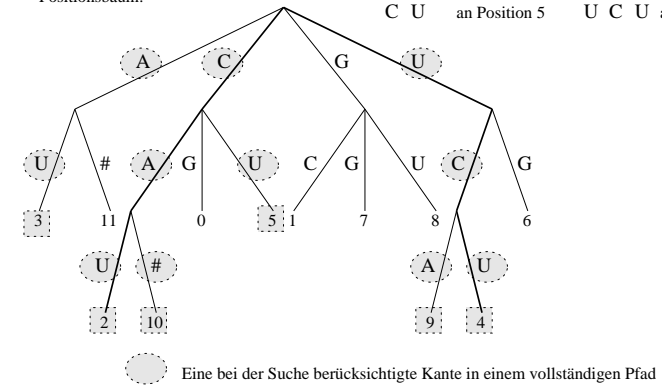 Positionsbaum:
C U an Position 5 U C U a
A C G U
U # A G U C G U C G
3 11 0 5 1 7 8 6
U # A U
2 10 9 4
Eine bei der Suche berücksichtigte Kante in einem vollständigen Pfad